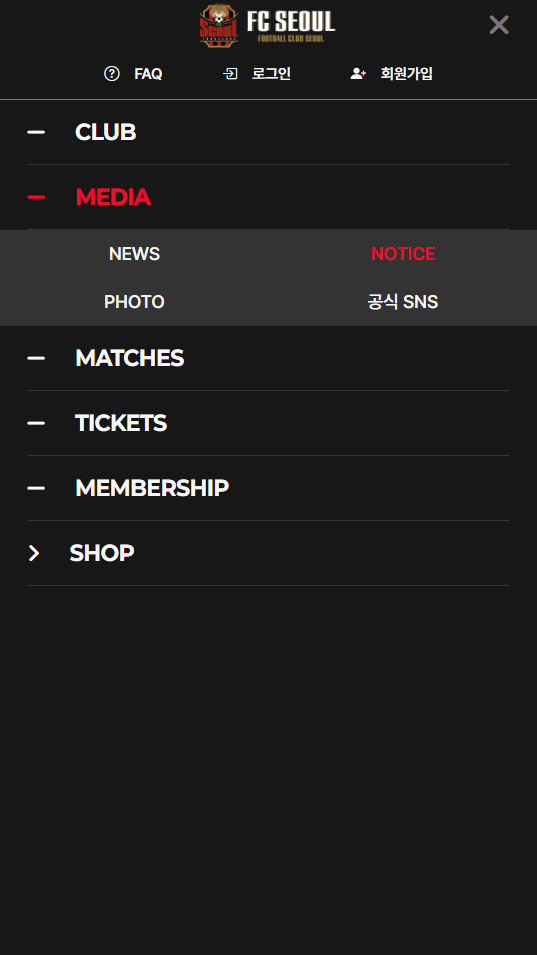 FC SEOUL
FOOTBALL CLUB SEOUL
FAQ 로그인 회원가입
CLUB
MEDIA
NEWS NOTICE
PHOTO 공식 SNS
MATCHES
TICKETS
MEMBERSHIP
SHOP